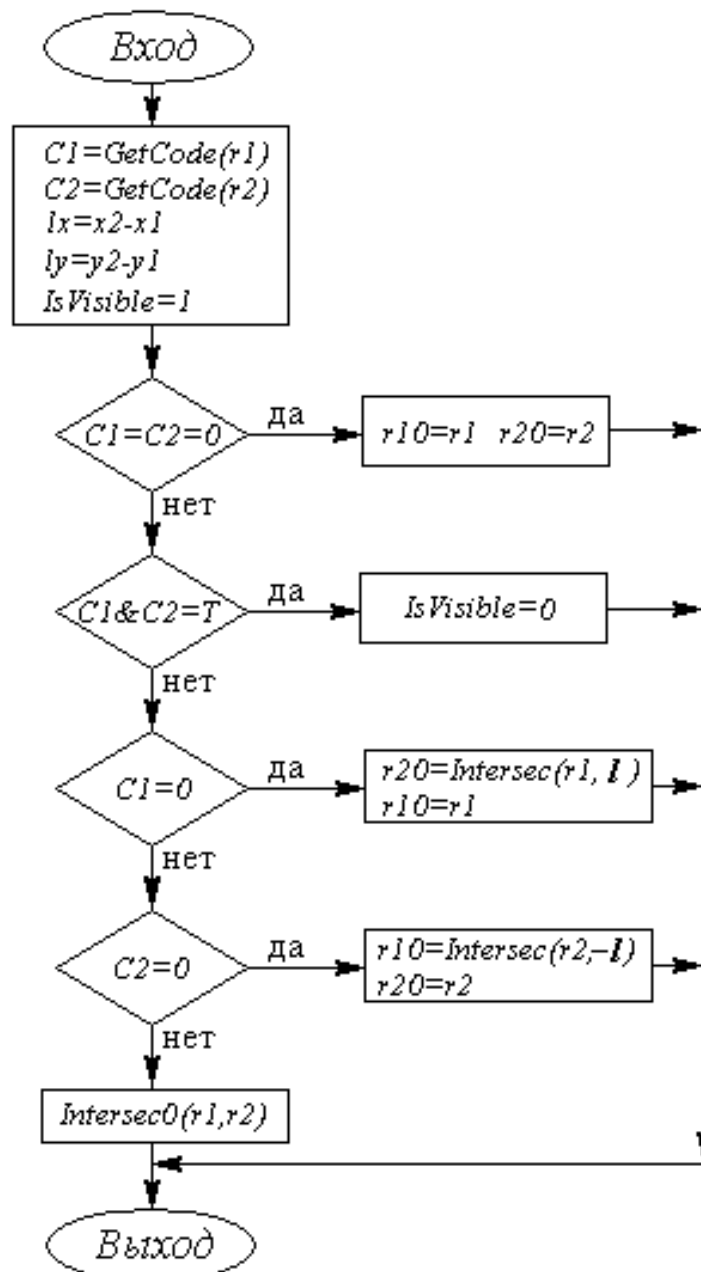 Вход
C1=GetCode(r1)
C2=GetCode(r2)
lx=x2-x1
ly=y2-y1
IsVisible=1
C1=C2=0
да
r10=r1 r20=r2
нет
C1&C2=T
да
IsVisible=0
нет
C1=0
да
r20=Intersec(r1, l )
r10=r1
нет
C2=0
да
r10=Intersec(r2,-l)
r20=r2
нет
Intersec0(r1,r2)
Выход